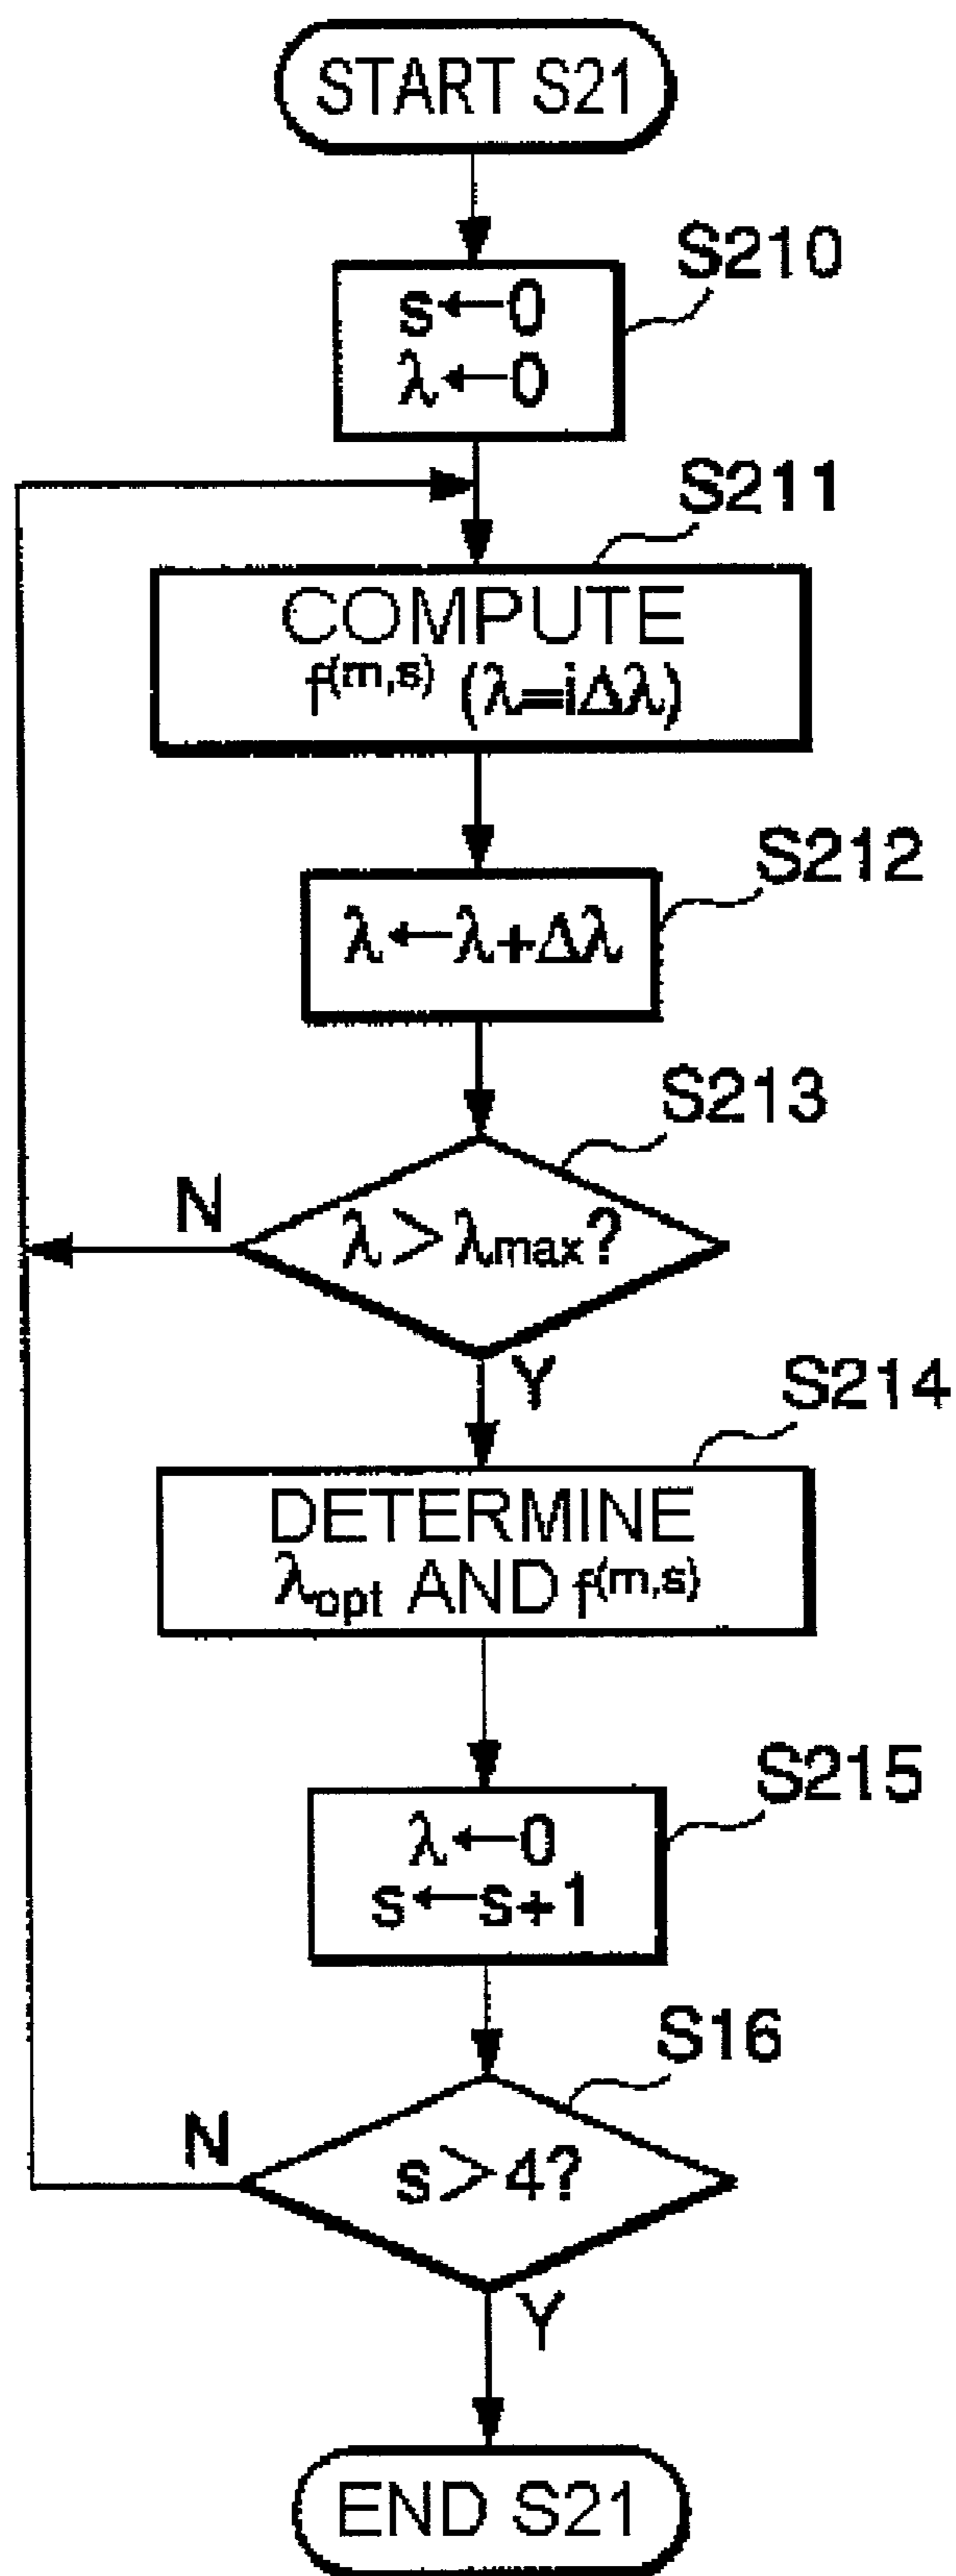 START S21
S210
s←0
λ←0
S211
COMPUTE
f(m,s) (λ=iΔλ)
S212
λ←λ+Δλ
S213
N
λ>λmax?
Y
S214
DETERMINE
λopt AND f(m,s)
S215
λ←0
s←s+1
S16
N
s>4?
Y
END S21